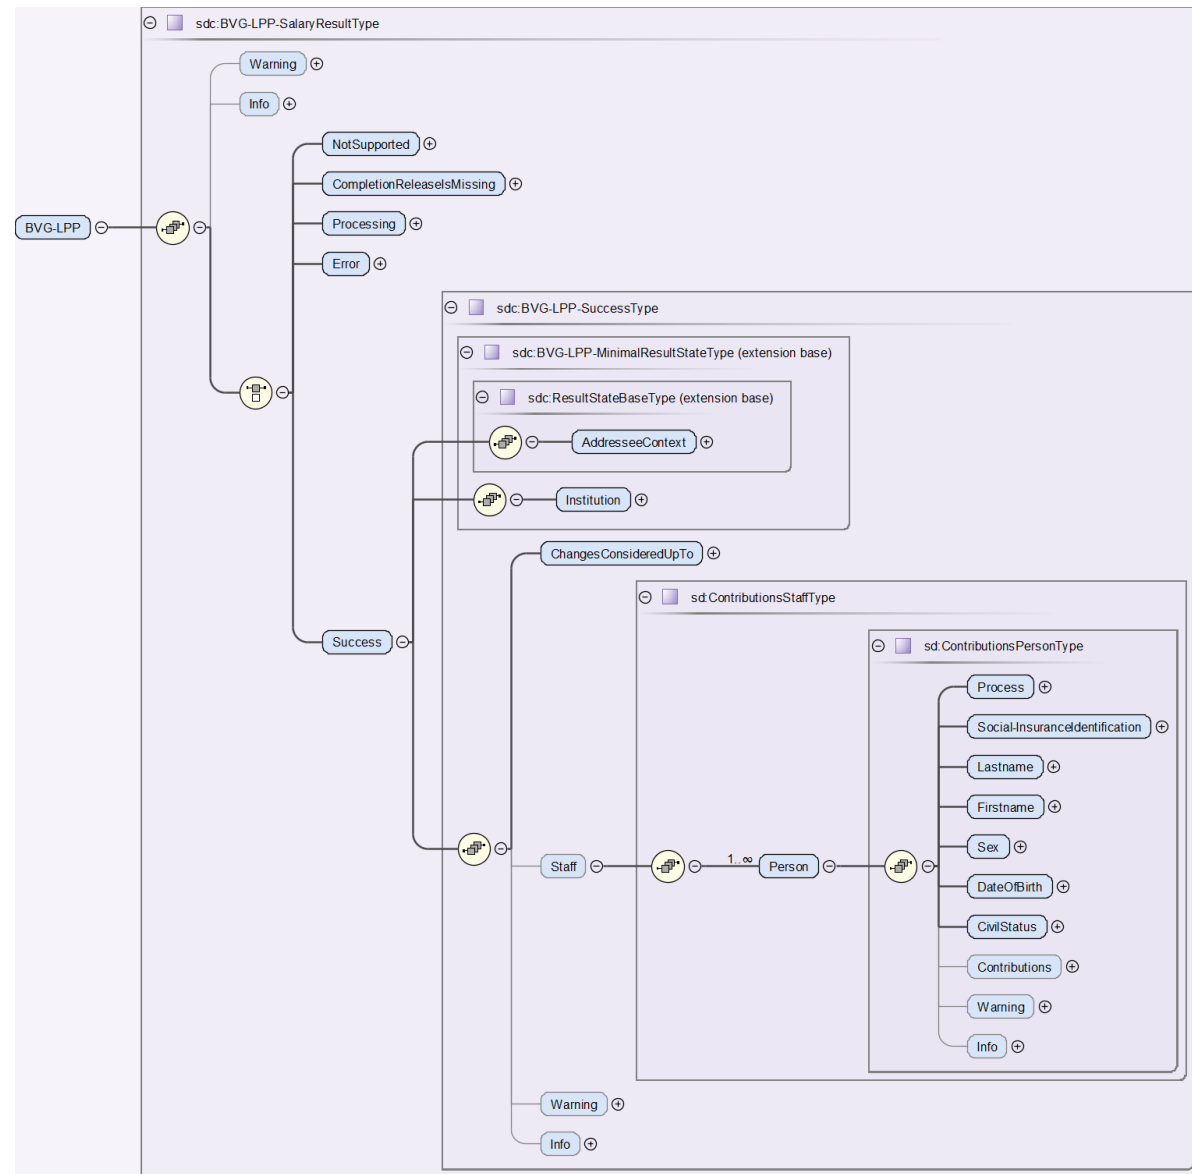 sdc:BVG-LPP-SalaryResultType
Warning
Info
NotSupported
CompletionReleaseIsMissing
Processing
BVG-LPP
Error
sdc:BVG-LPP-SuccessType
sdc:BVG-LPP-MinimalResultStateType (extension base)
sdc:ResultStateBaseType (extension base)
AddresseeContext
Institution
ChangesConsideredUpTo
sd:ContributionsStaffType
Success
sd:ContributionsPersonType
Process
Social-InsuranceIdentification
Lastname
Firstname
Sex
Staff
1..∞
Person
DateOfBirth
CivilStatus
Contributions
Warning
Info
Warning
Info